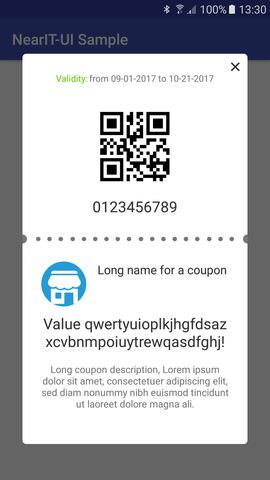 100% 13:30
NearIT-UI Sample
Validity: from 09-01-2017 to 10-21-2017
0123456789
Long name for a coupon
Value qwertyuioplkjhgfdsaz
xcvbnmpoiuytrewqasdfghj!
Long coupon description, Lorem ipsum
dolor sit amet, consectetuer adipiscing elit,
sed diam nonummy nibh euismod tincidunt
ut laoreet dolore magna ali.